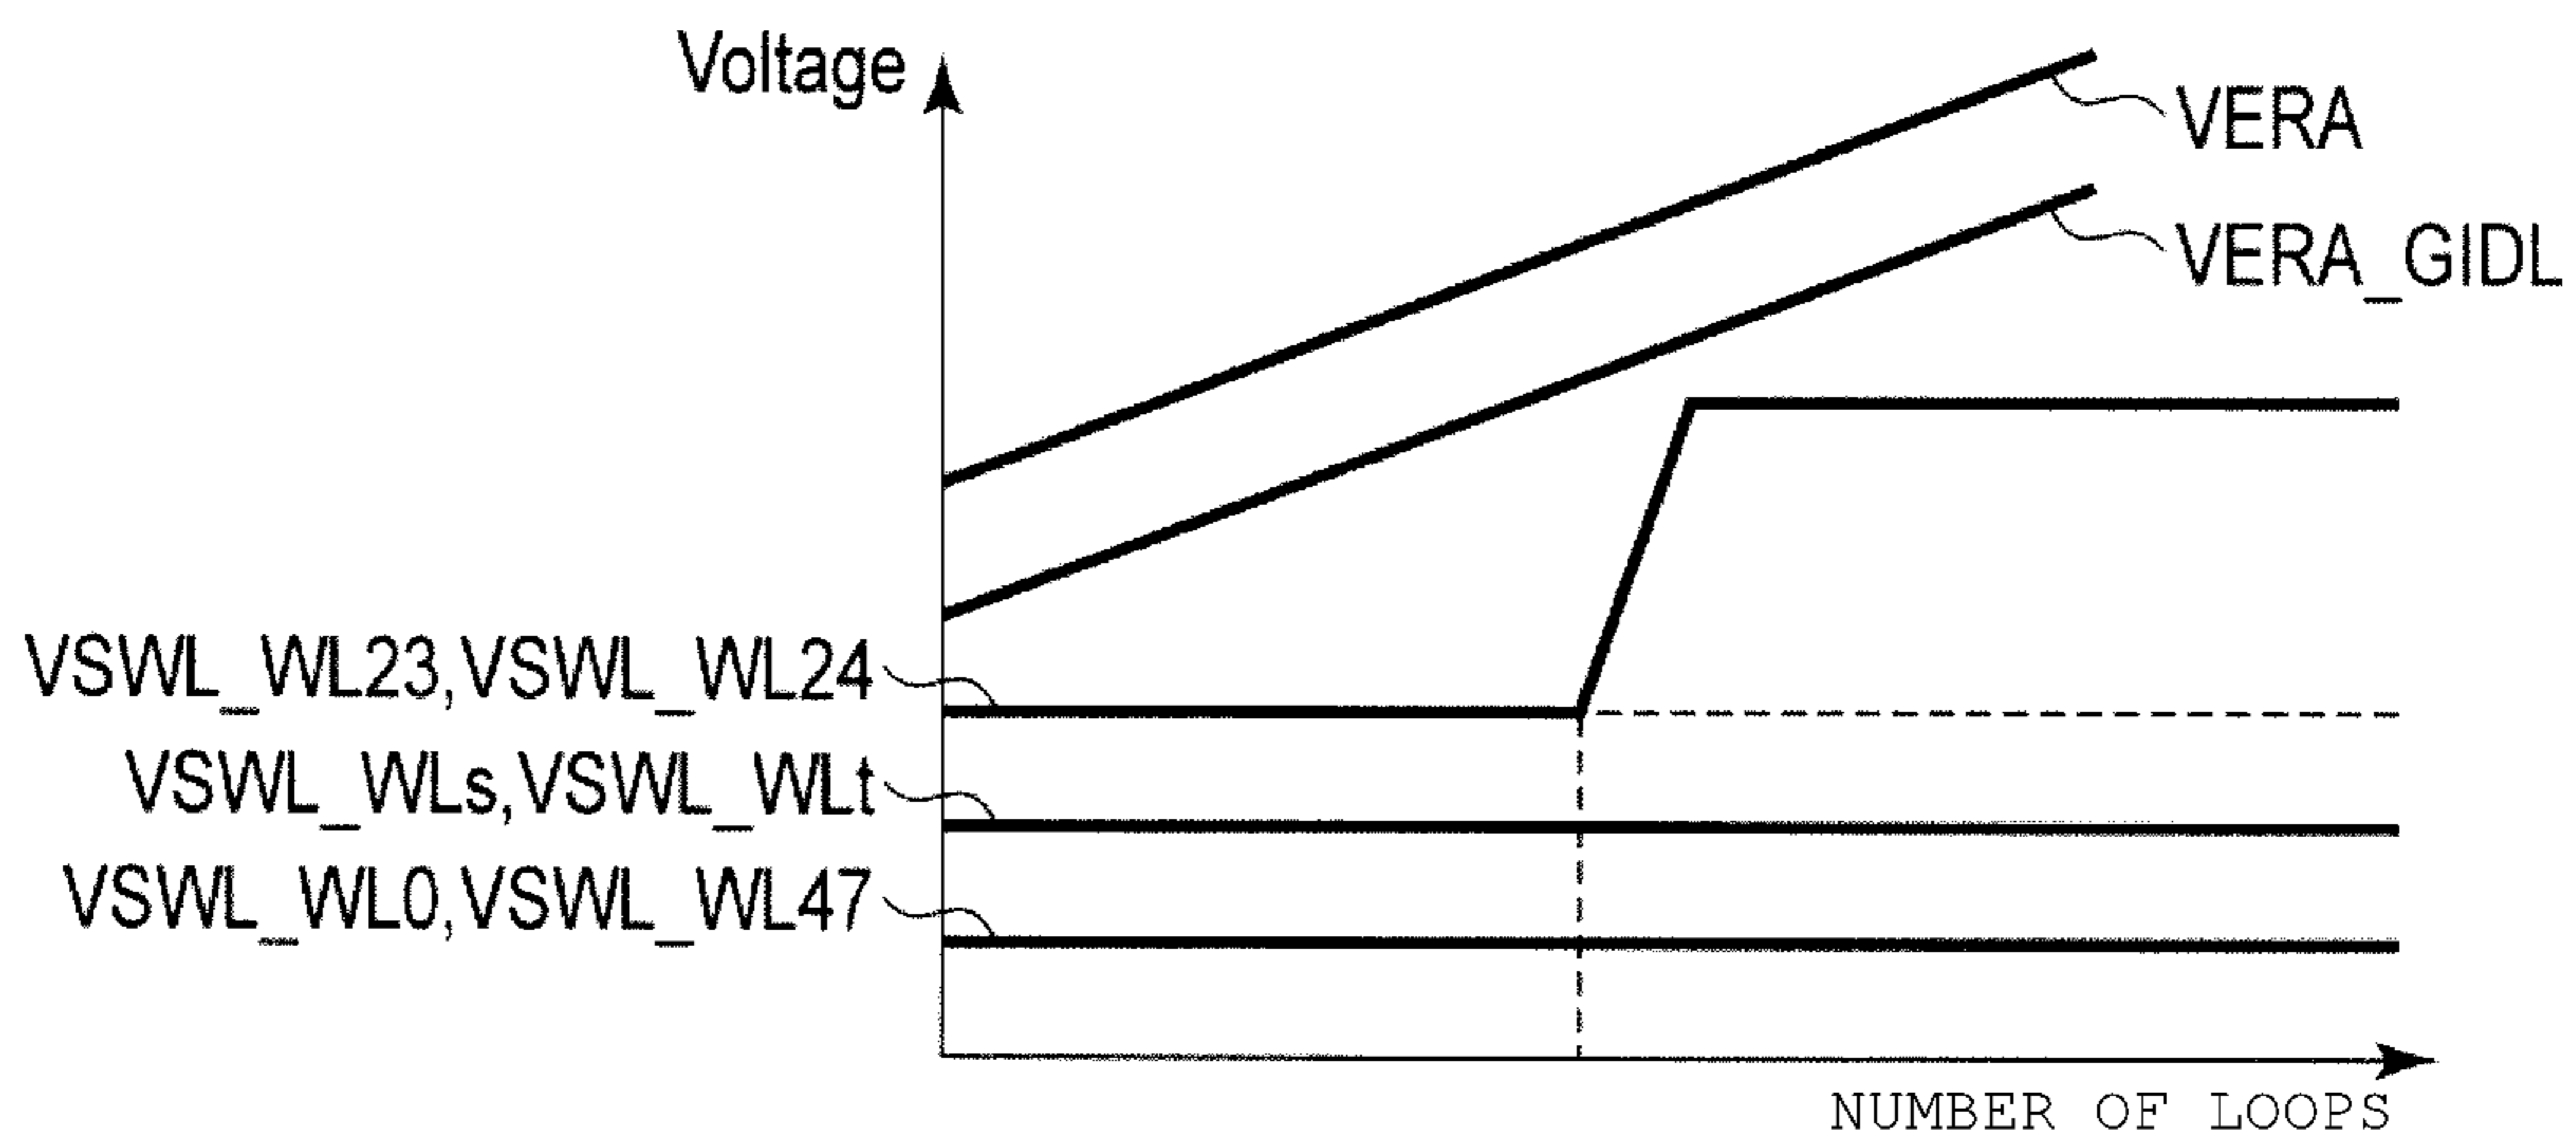 Voltage
VERA
VERA_GIDL
VSWL_WL23,VSWL_WL24
VSWL_WLs,VSWL_WLt
VSWL_WL0,VSWL_WL47
NUMBER OF LOOPS